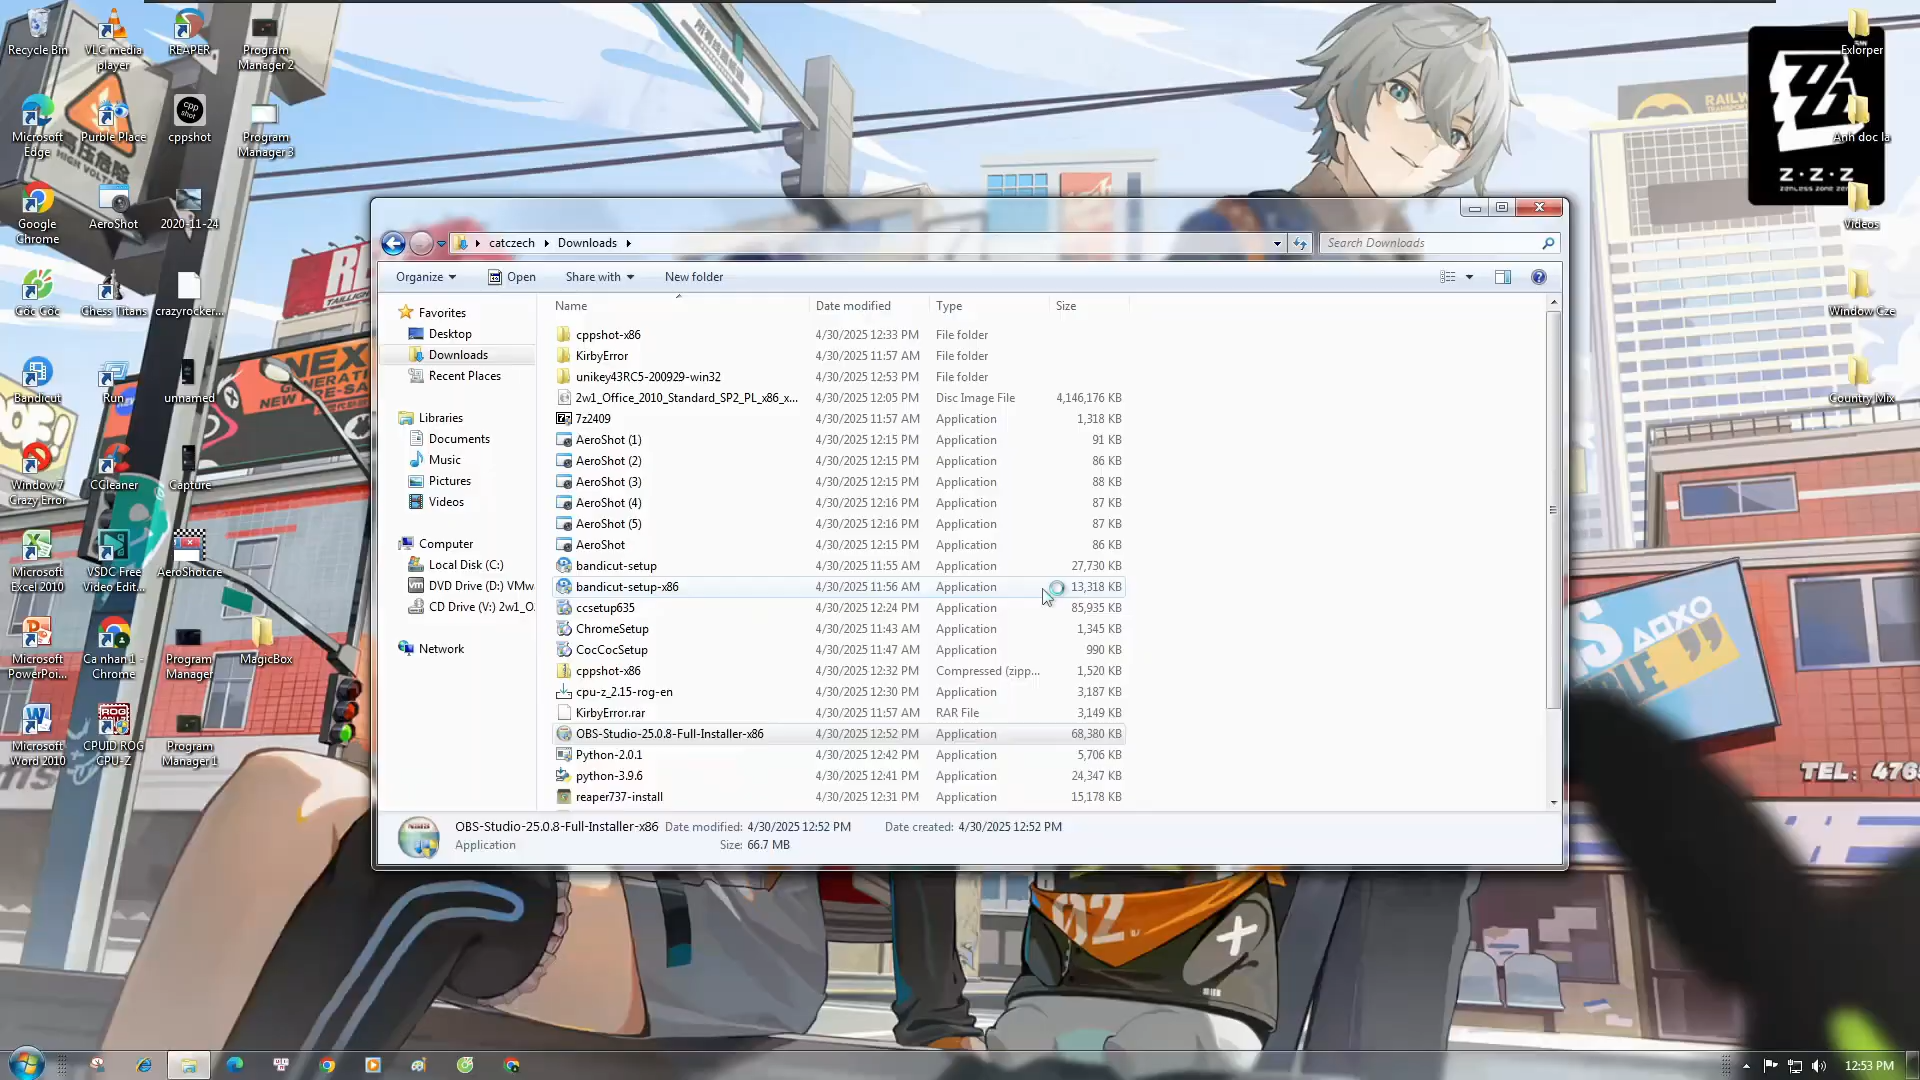 Recycle Bin
VLC media player
REAPER
Program Manager 2
Exlorper
Microsoft Edge
Purble Place
cppshot
Program Manager 3
Anh doc la
Google Chrome
AeroShot
2020-11-24
Videos
Cốc Cốc
Chess Titans
crazyrocker...
Window Cze
Bandicut
Run
unnamed
Country Mix
Window 7 Crazy Error
CCleaner
Capture
Microsoft Excel 2010
VSDC Free Video Edit...
AeroShotcre
Microsoft PowerPoi...
Ca nhan 1 - Chrome
Program Manager
MagicBox
Microsoft Word 2010
CPUID ROG CPU-Z
Program Manager 1
HIGH VOLT
NEX
GENERATI
NEW PRE-SA
TAILLIGH
RAILW
Z·Z·Z
TEL: 476
02
catczech Downloads
Search Downloads
Organize Open Share with New folder
Name Date modified Type Size
Favorites
Desktop
Downloads
Recent Places
Libraries
Documents
Music
Pictures
Videos
Computer
Local Disk (C:)
DVD Drive (D:) VMw
CD Drive (V:) 2w1_O.
Network
cppshot-x86 4/30/2025 12:33 PM File folder
KirbyError 4/30/2025 11:57 AM File folder
unikey43RC5-200929-win32 4/30/2025 12:53 PM File folder
2w1_Office_2010_Standard_SP2_PL_x86_x... 4/30/2025 12:05 PM Disc Image File 4,146,176 KB
7z2409 4/30/2025 11:57 AM Application 1,318 KB
AeroShot (1) 4/30/2025 12:15 PM Application 91 KB
AeroShot (2) 4/30/2025 12:15 PM Application 86 KB
AeroShot (3) 4/30/2025 12:15 PM Application 88 KB
AeroShot (4) 4/30/2025 12:16 PM Application 87 KB
AeroShot (5) 4/30/2025 12:16 PM Application 87 KB
AeroShot 4/30/2025 12:15 PM Application 86 KB
bandicut-setup 4/30/2025 11:55 AM Application 27,730 KB
bandicut-setup-x86 4/30/2025 11:56 AM Application 13,318 KB
ccsetup635 4/30/2025 12:24 PM Application 85,935 KB
ChromeSetup 4/30/2025 11:43 AM Application 1,345 KB
CocCocSetup 4/30/2025 11:47 AM Application 990 KB
cppshot-x86 4/30/2025 12:32 PM Compressed (zipp... 1,520 KB
cpu-z_2.15-rog-en 4/30/2025 12:30 PM Application 3,187 KB
KirbyError.rar 4/30/2025 11:57 AM RAR File 3,149 KB
OBS-Studio-25.0.8-Full-Installer-x86 4/30/2025 12:52 PM Application 68,380 KB
Python-2.0.1 4/30/2025 12:42 PM Application 5,706 KB
python-3.9.6 4/30/2025 12:41 PM Application 24,347 KB
reaper737-install 4/30/2025 12:31 PM Application 15,178 KB
OBS-Studio-25.0.8-Full-Installer-x86 Date modified: 4/30/2025 12:52 PM Date created: 4/30/2025 12:52 PM
Application Size: 66.7 MB
12:53 PM